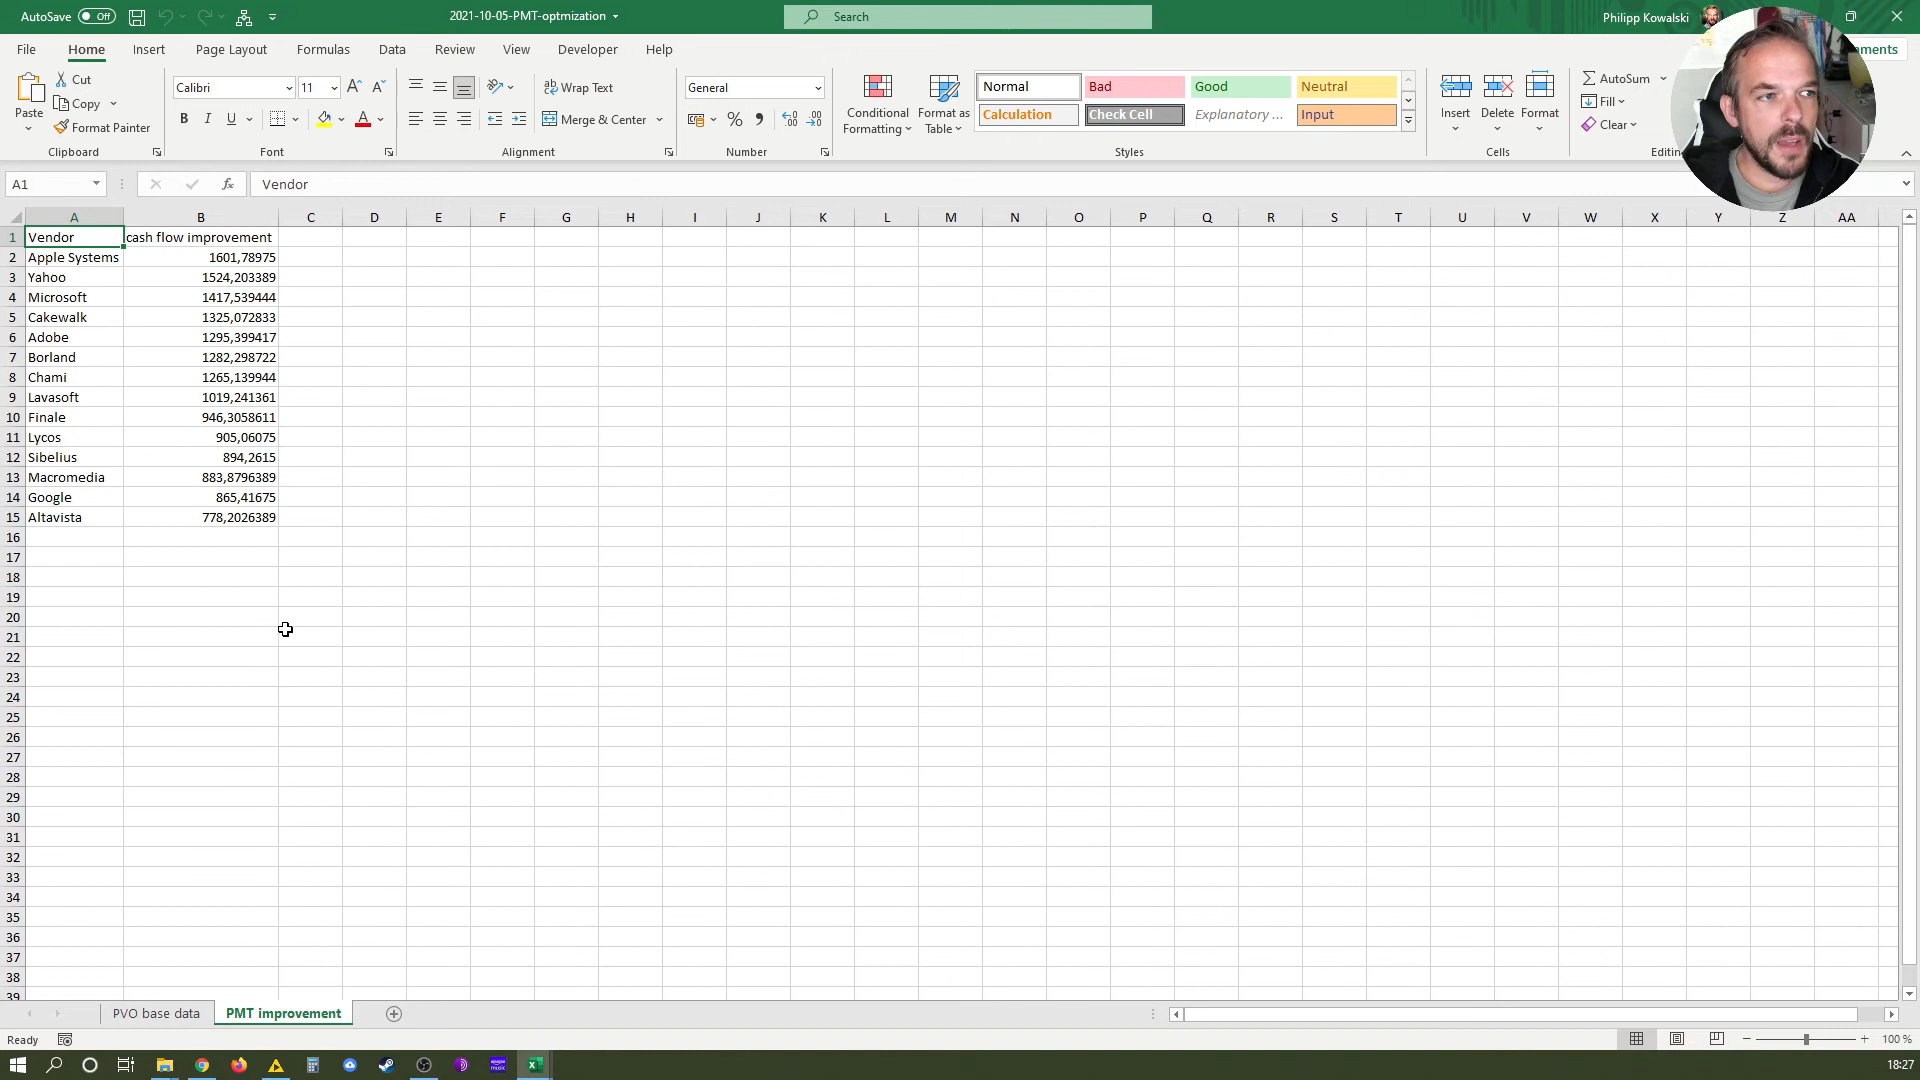 AutoSave Off 2021-10-05-PMT-optmization Search Philipp Kowalski
File Home Insert Page Layout Formulas Data Review View Developer Help
Cut
Copy
Format Painter
Paste
Clipboard
Calibri 11
B I U
Font
Wrap Text
Merge & Center
Alignment
General
Number
Conditional Formatting
Format as Table
Normal Bad Good Neutral
Calculation Check Cell Explanatory ... Input
Styles
Insert Delete Format
Cells
AutoSum
Fill
Clear
A1 fx Vendor
A B C D E F G H I J K L M N O P Q R S T U V W X Y Z AA
1 Vendor cash flow improvement
2 Apple Systems 1601,78975
3 Yahoo 1524,203389
4 Microsoft 1417,539444
5 Cakewalk 1325,072833
6 Adobe 1295,399417
7 Borland 1282,298722
8 Chami 1265,139944
9 Lavasoft 1019,241361
10 Finale 946,3058611
11 Lycos 905,06075
12 Sibelius 894,2615
13 Macromedia 883,8796389
14 Google 865,41675
15 Altavista 778,2026389
16
17
18
19
20
21
22
23
24
25
26
27
28
29
30
31
32
33
34
35
36
37
38
39
PVO base data PMT improvement
Ready 100 %
18:27